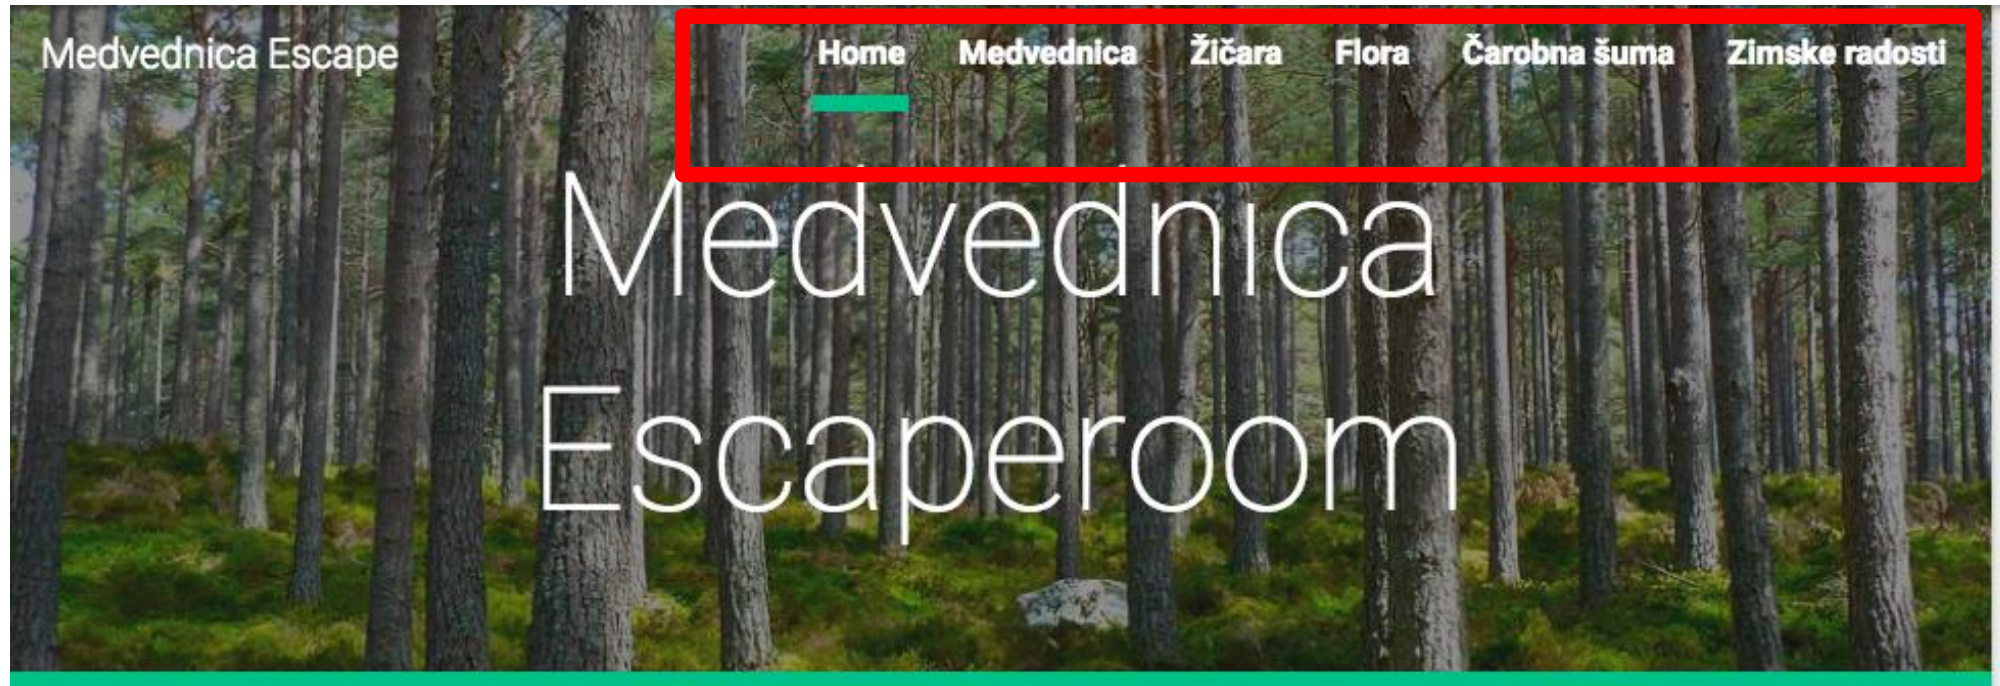 Medvednica Escape
Home Medvednica Žičara Flora Čarobna šuma Zimske radosti
Medvednica
Escaperoom